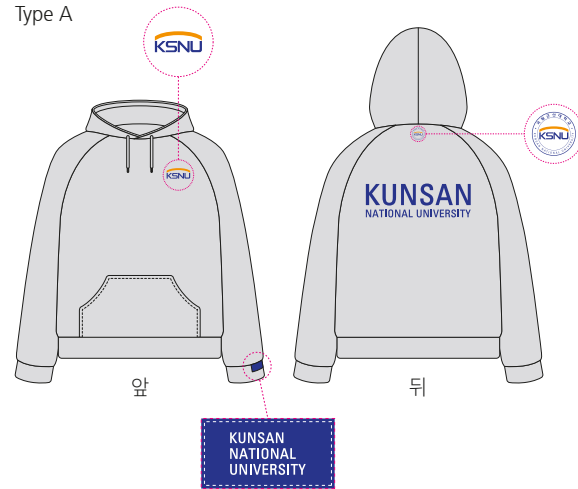 Type A
KSNU
KSNU
KSNU
KUNSAN
NATIONAL UNIVERSITY
앞
뒤
KUNSAN
NATIONAL
UNIVERSITY